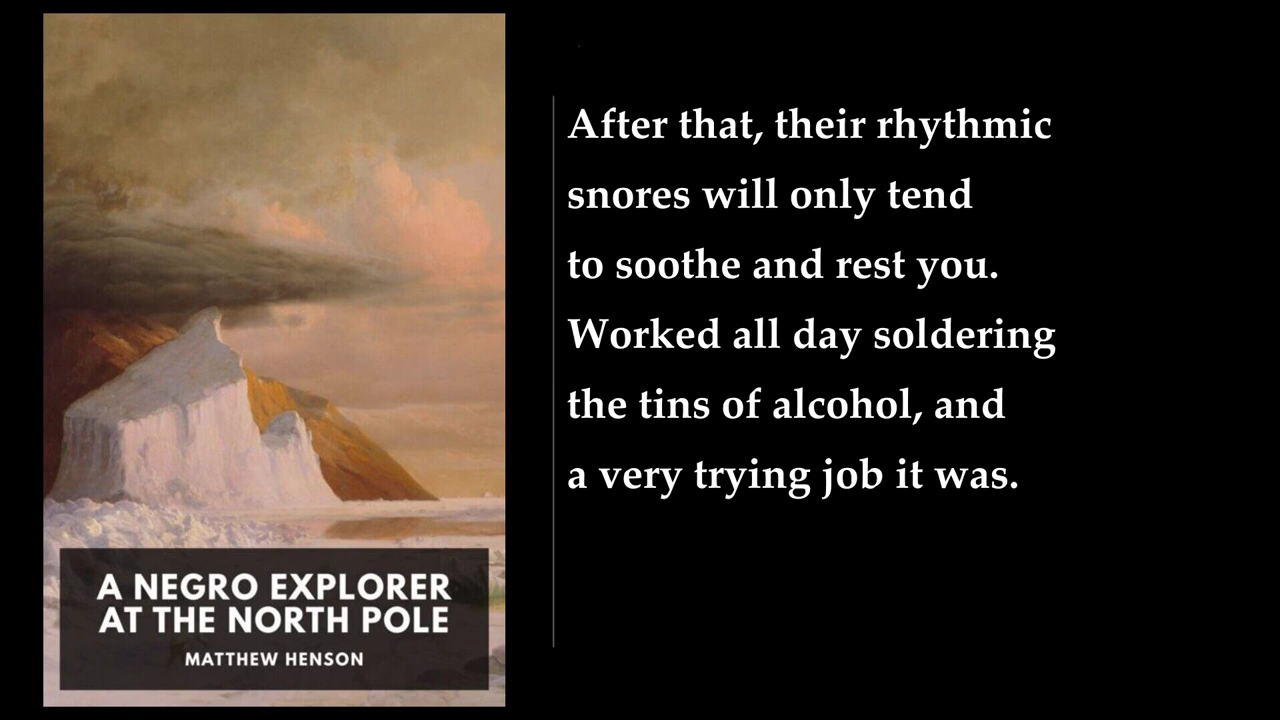 A NEGRO EXPLORER
AT THE NORTH POLE
MATTHEW HENSON
After that, their rhythmic
snores will only tend
to soothe and rest you.
Worked all day soldering
the tins of alcohol, and
a very trying job it was.